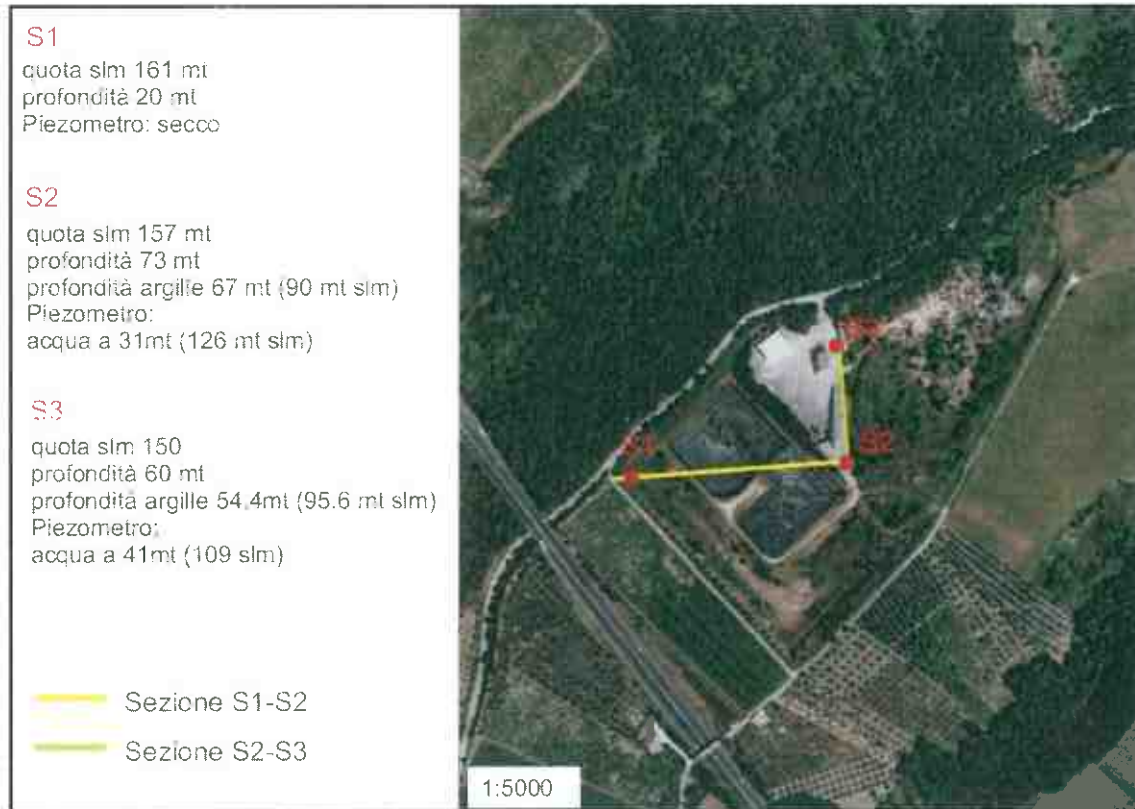 S1
quota slm 161 mt
profondità 20 mt
Piezometro: secco
S2
quota slm 157 mt
profondità 73 mt
profondità argille 67 mt (90 mt slm)
Piezometro:
acqua a 31mt (126 mt slm)
S3
quota slm 150
profondità 60 mt
profondità argille 54.4mt (95.6 mt slm)
Piezometro:
acqua a 41mt (109 slm)
Sezione S1-S2
Sezione S2-S3
S3
S1
S2
1:5000